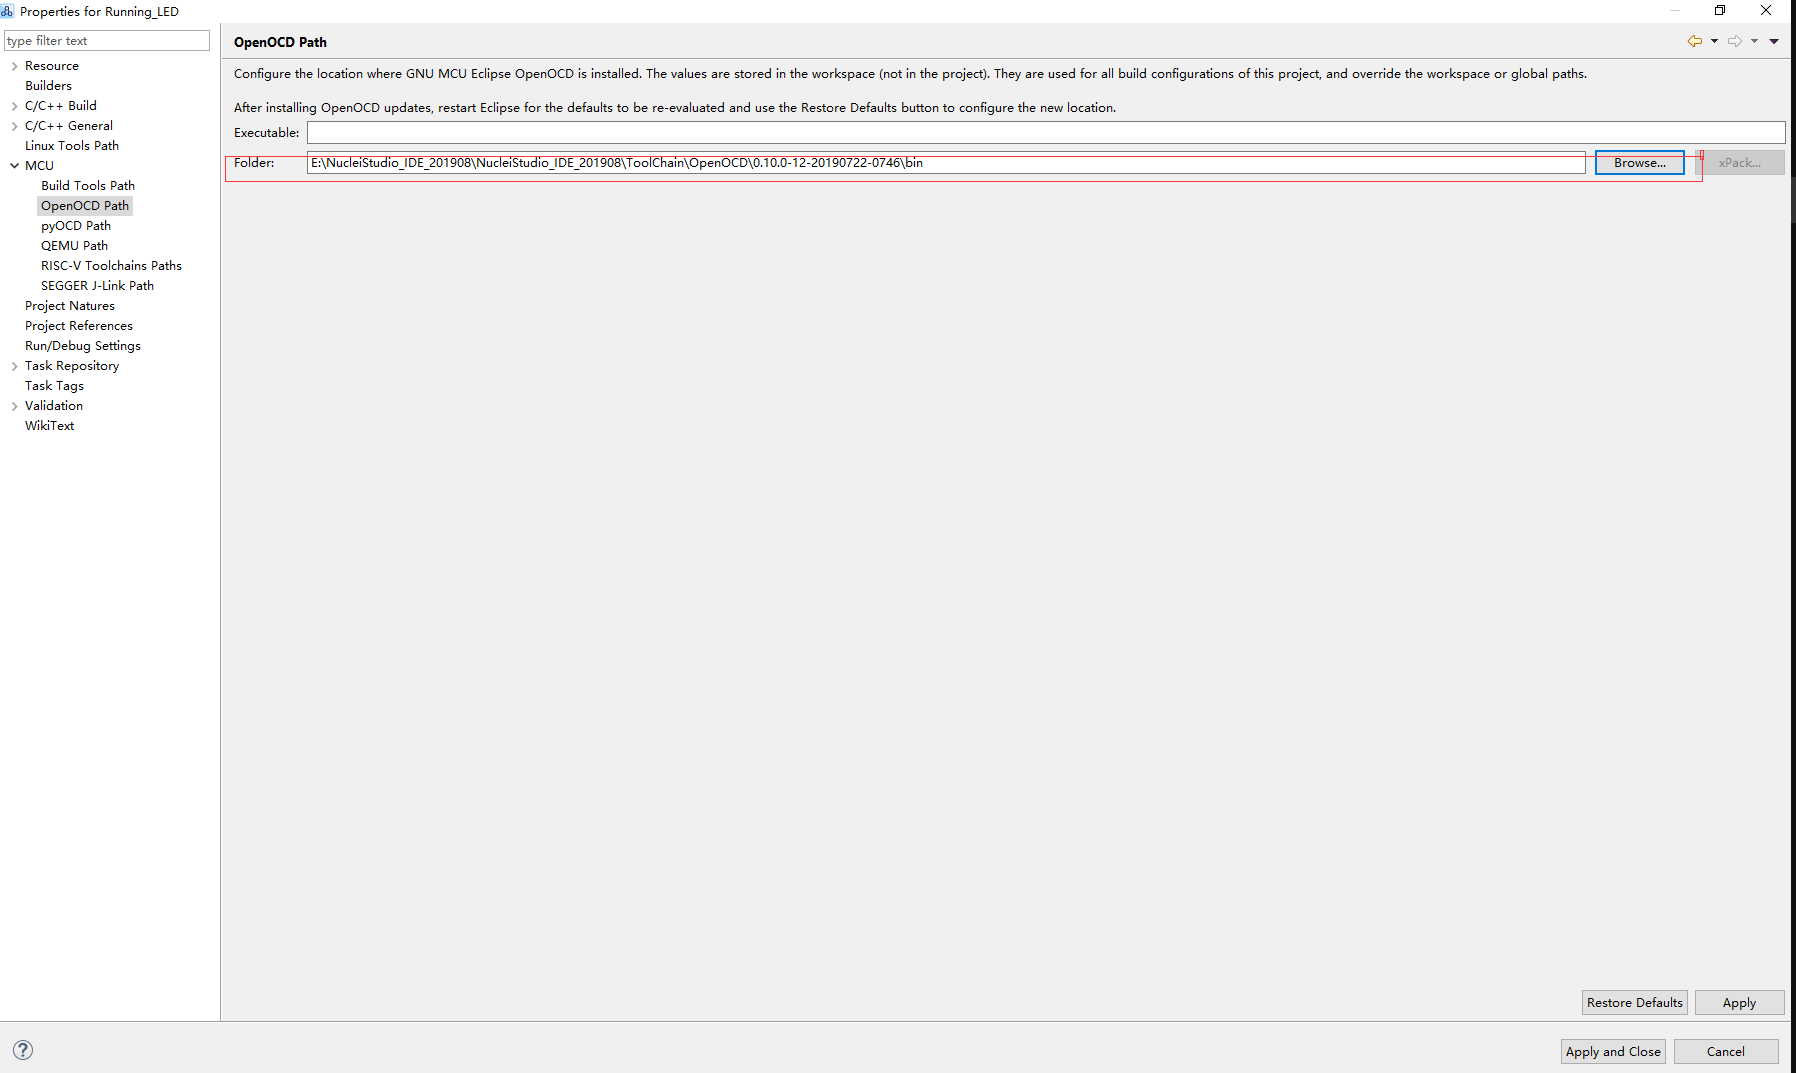 Properties for Running_LED
type filter text
Resource
Builders
C/C++ Build
C/C++ General
Linux Tools Path
MCU
Build Tools Path
OpenOCD Path
pyOCD Path
QEMU Path
RISC-V Toolchains Paths
SEGGER J-Link Path
Project Natures
Project References
Run/Debug Settings
Task Repository
Task Tags
Validation
WikiText
OpenOCD Path
Configure the location where GNU MCU Eclipse OpenOCD is installed. The values are stored in the workspace (not in the project). They are used for all build configurations of this project, and override the workspace or global paths.
After installing OpenOCD updates, restart Eclipse for the defaults to be re-evaluated and use the Restore Defaults button to configure the new location.
Executable:
Folder: E:\NucleiStudio_IDE_201908\NucleiStudio_IDE_201908\ToolChain\OpenOCD\0.10.0-12-20190722-0746\bin Browse... xPack...
Restore Defaults Apply
Apply and Close Cancel